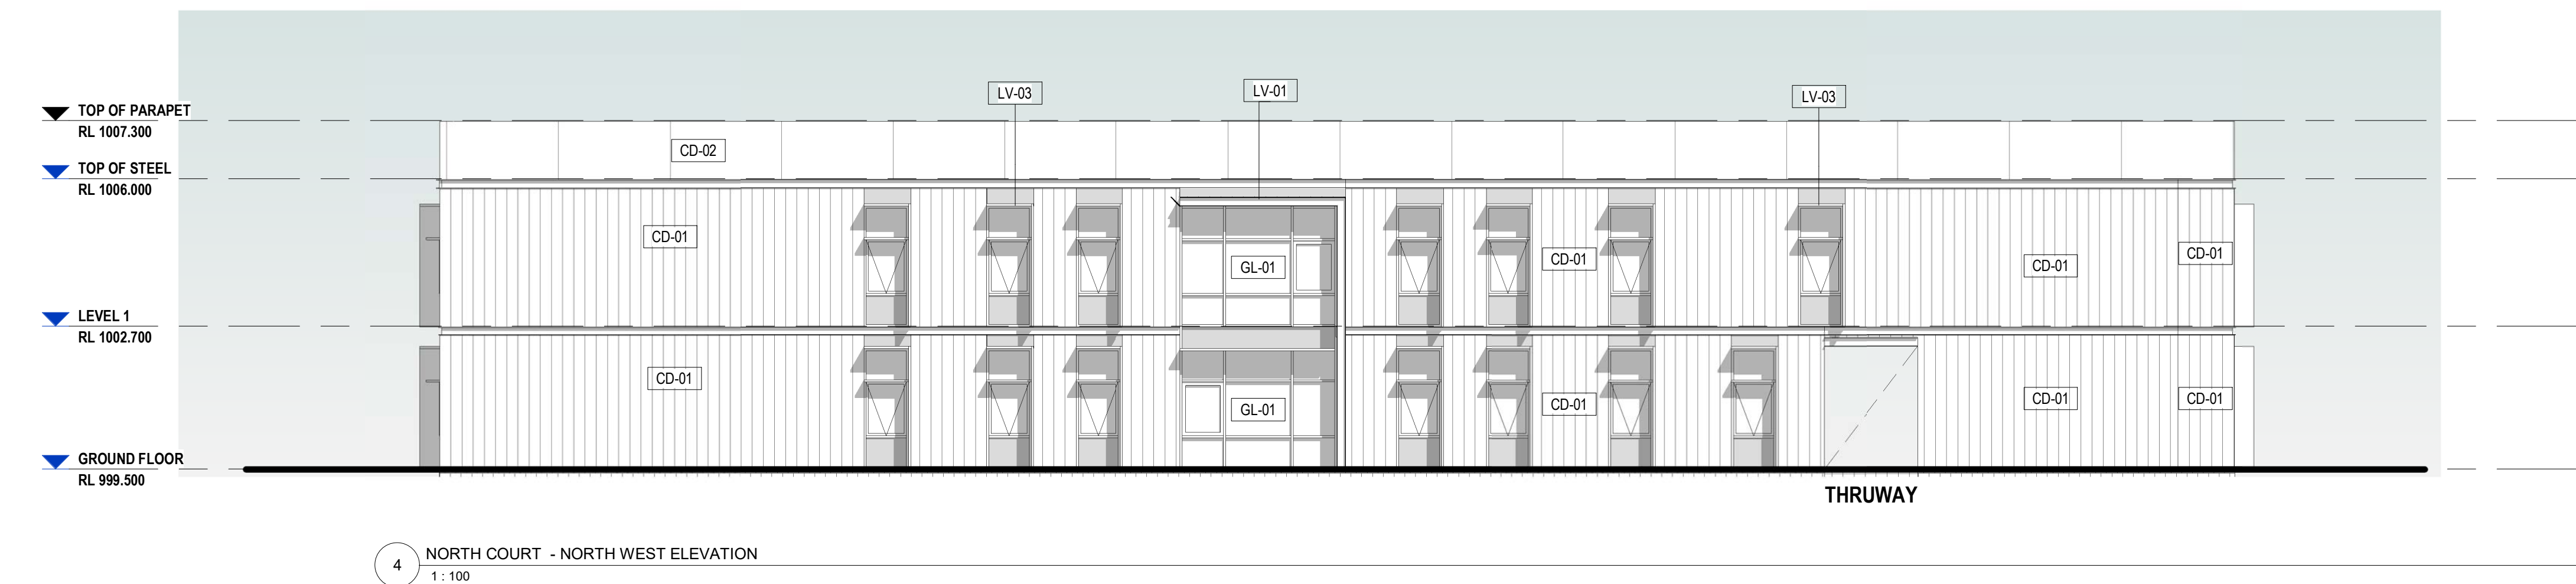 LV-03
LV-01
LV-03
TOP OF PARAPET
RL 1007.300
CD-02
TOP OF STEEL
RL 1006.000
CD-01
GL-01
CD-01
CD-01
CD-01
LEVEL 1
RL 1002.700
CD-01
GL-01
CD-01
CD-01
CD-01
GROUND FLOOR
RL 999.500
THRUWAY
4
NORTH COURT - NORTH WEST ELEVATION
1 : 100